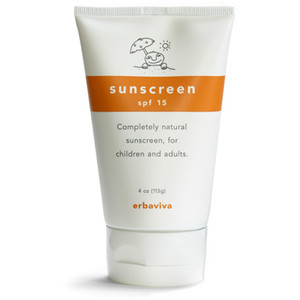 sunscreen
spf 15
Completely natural
sunscreen, for
children and adults.
4 oz (113g)
erbaviva